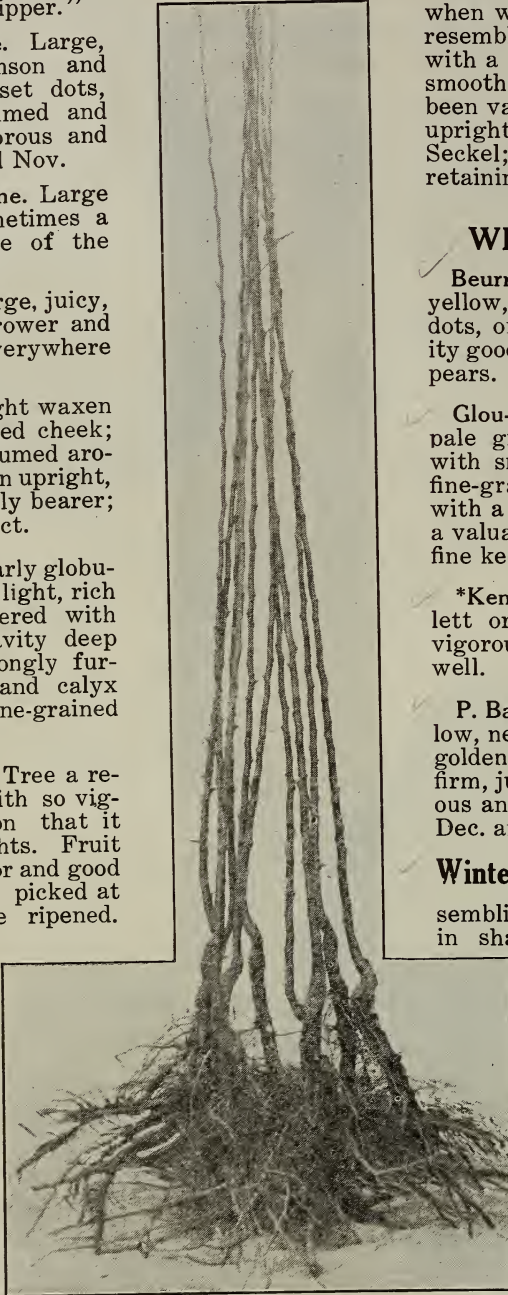 ipper."
e. Large,
nson and
set dots,
med and
orous and
l Nov.
ne. Large
netimes a
e of the
rge, juicy,
rower and
verywhere
ght waxen
ed cheek;
umed aro-
n upright,
ly bearer;
ct.
arly globu-
light, rich
ered with
avity deep
ongly fur-
and calyx
ne-grained
Tree a re-
ith so vig-
on that it
hts. Fruit
or and good
picked at
e ripened.
when w
resemb
with a
smooth
been va
upright
Seckel;
retainin
WI
Beurr
yellow,
dots, o
ity good
pears.
Glou-
pale g
with sm
fine-gra
with a
a valua
fine ke
*Ken
lett or
vigorou
well.
P. Ba
low, ne
golden
firm, ju
ous an
Dec. a
Winte
sembli
in sha